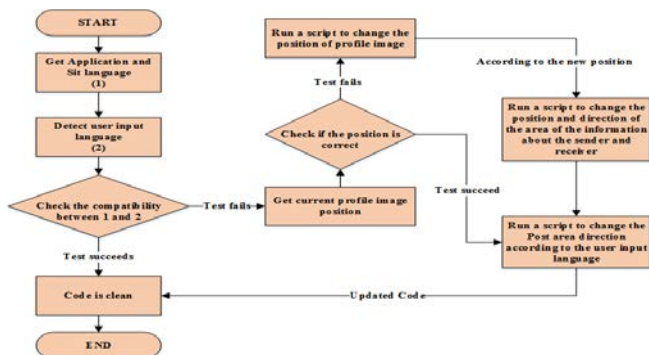 START
Get Application and
Sit language
(1)
Detect user input
language
(2)
Check the compatibility
between 1 and 2
Test fails
Test succeeds
Code is clean
END
Get current profile image
position
Check if the position is
correct
Test fails
Run a script to change the
position of profile image
According to the new position
Run a script to change the
position and direction of
the area of the information
about the sender and
receiver
Test succeed
Run a script to change the
Post area direction
according to the user input
language
Updated Code